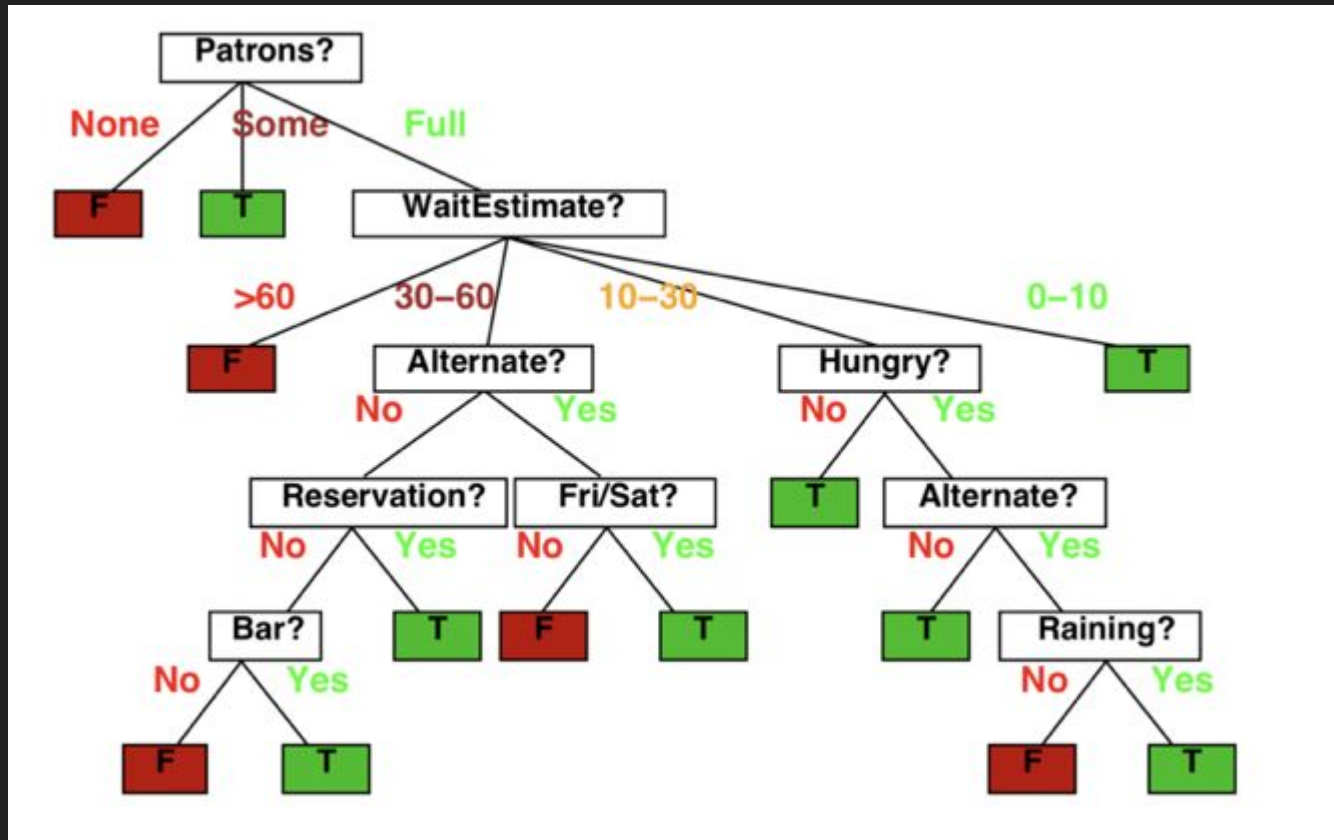 Patrons?
None Some Full
F T WaitEstimate?
>60 30–60 10–30 0–10
F Alternate? Hungry? T
No Yes No Yes
Reservation? Fri/Sat? T Alternate?
No Yes No Yes No Yes
Bar? T F T T Raining?
No Yes No Yes
F T F T